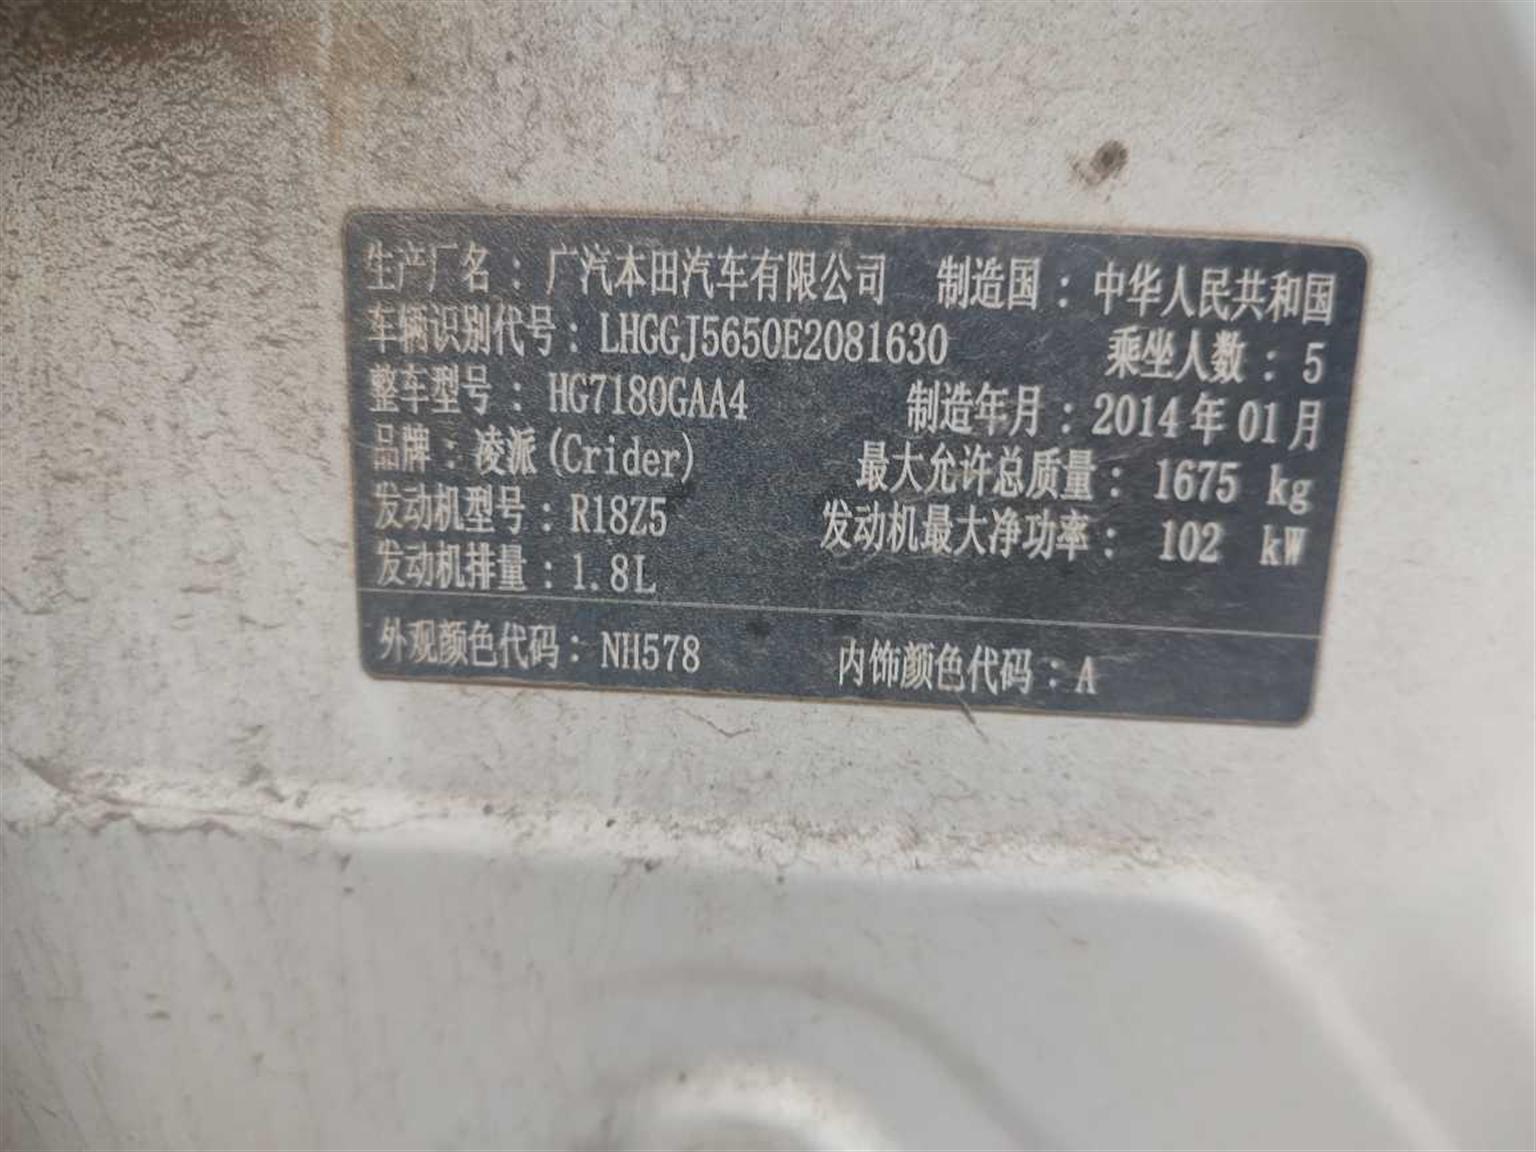 生产厂名：广汽本田汽车有限公司 制造国：中华人民共和国
车辆识别代号：LHGGJ5650E2081630 乘坐人数：5
整车型号：HG7180GAA4 制造年月：2014年01月
品牌：凌派(Crider) 最大允许总质量：1675 kg
发动机型号：R18Z5 发动机最大净功率：102 kW
发动机排量：1.8L
外观颜色代码：NH578 内饰颜色代码：A